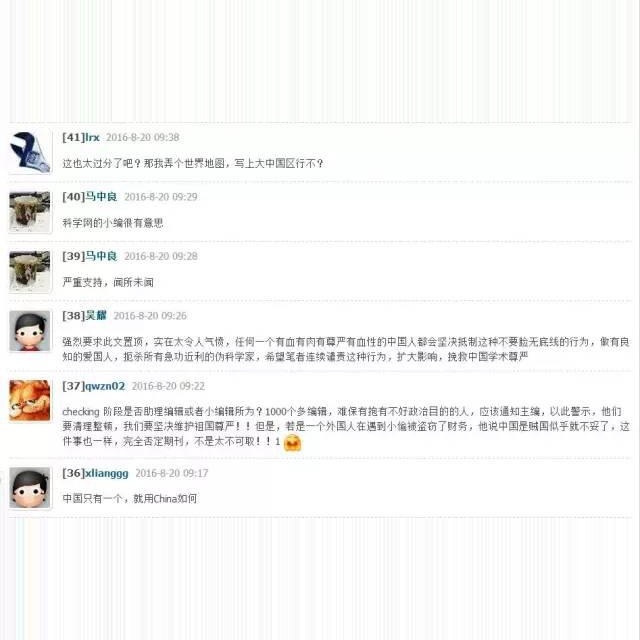 [41]lrx 2016-8-20 09:38
这也太过分了吧？那我弄个世界地图，写上大中国区行不？
[40]马中良 2016-8-20 09:29
科学网的小编很有意思
[39]马中良 2016-8-20 09:28
严重支持，闻所未闻
[38]吴耀 2016-8-20 09:26
强烈要求此文置顶，实在太令人气愤，任何一个有血有肉有尊严有血性的中国人都会坚决抵制这种不要脸无底线的行为，做有良
知的爱国人，扼杀所有急功近利的伪科学家，希望笔者连续谴责这种行为，扩大影响，挽救中国学术尊严
[37]qwzn02 2016-8-20 09:22
checking 阶段是否助理编辑或者小编辑所为？1000个多编辑，难保有抱有不好政治目的的人，应该通知主编，以此警示，他们
要清理整顿，我们要坚决维护祖国尊严！！但是，若是一个外国人在遇到小偷被盗窃了财务，他说中国是贼国似乎就不妥了，这
件事也一样，完全否定期刊，不是太不可取！！1
[36]xlianggg 2016-8-20 09:17
中国只有一个，就用China如何